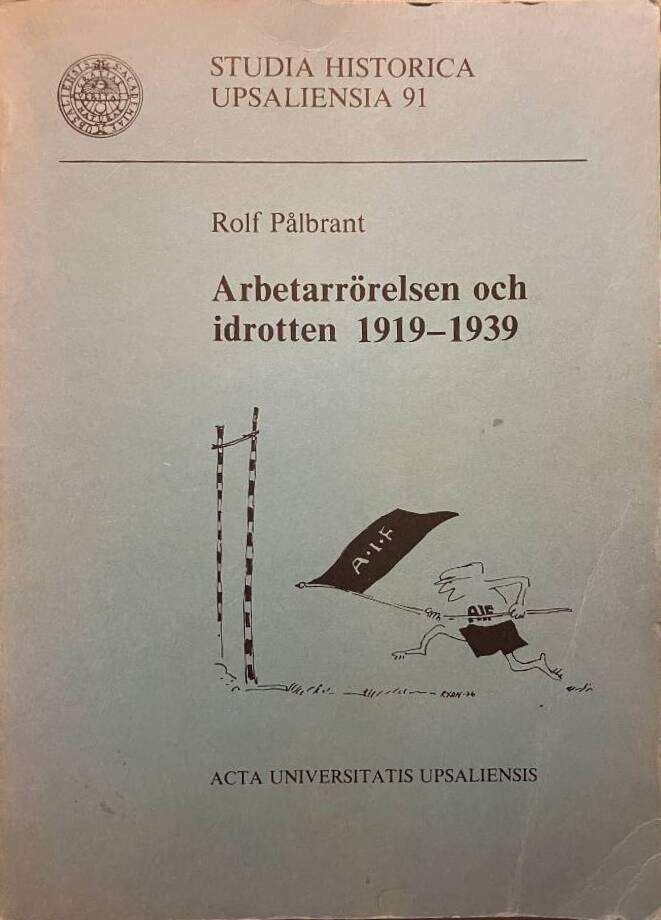 STUDIA HISTORICA
UPSALIENSIA 91
Rolf Pålbrant
Arbetarrörelsen och
idrotten 1919–1939
A·I·F
AIF
ACTA UNIVERSITATIS UPSALIENSIS